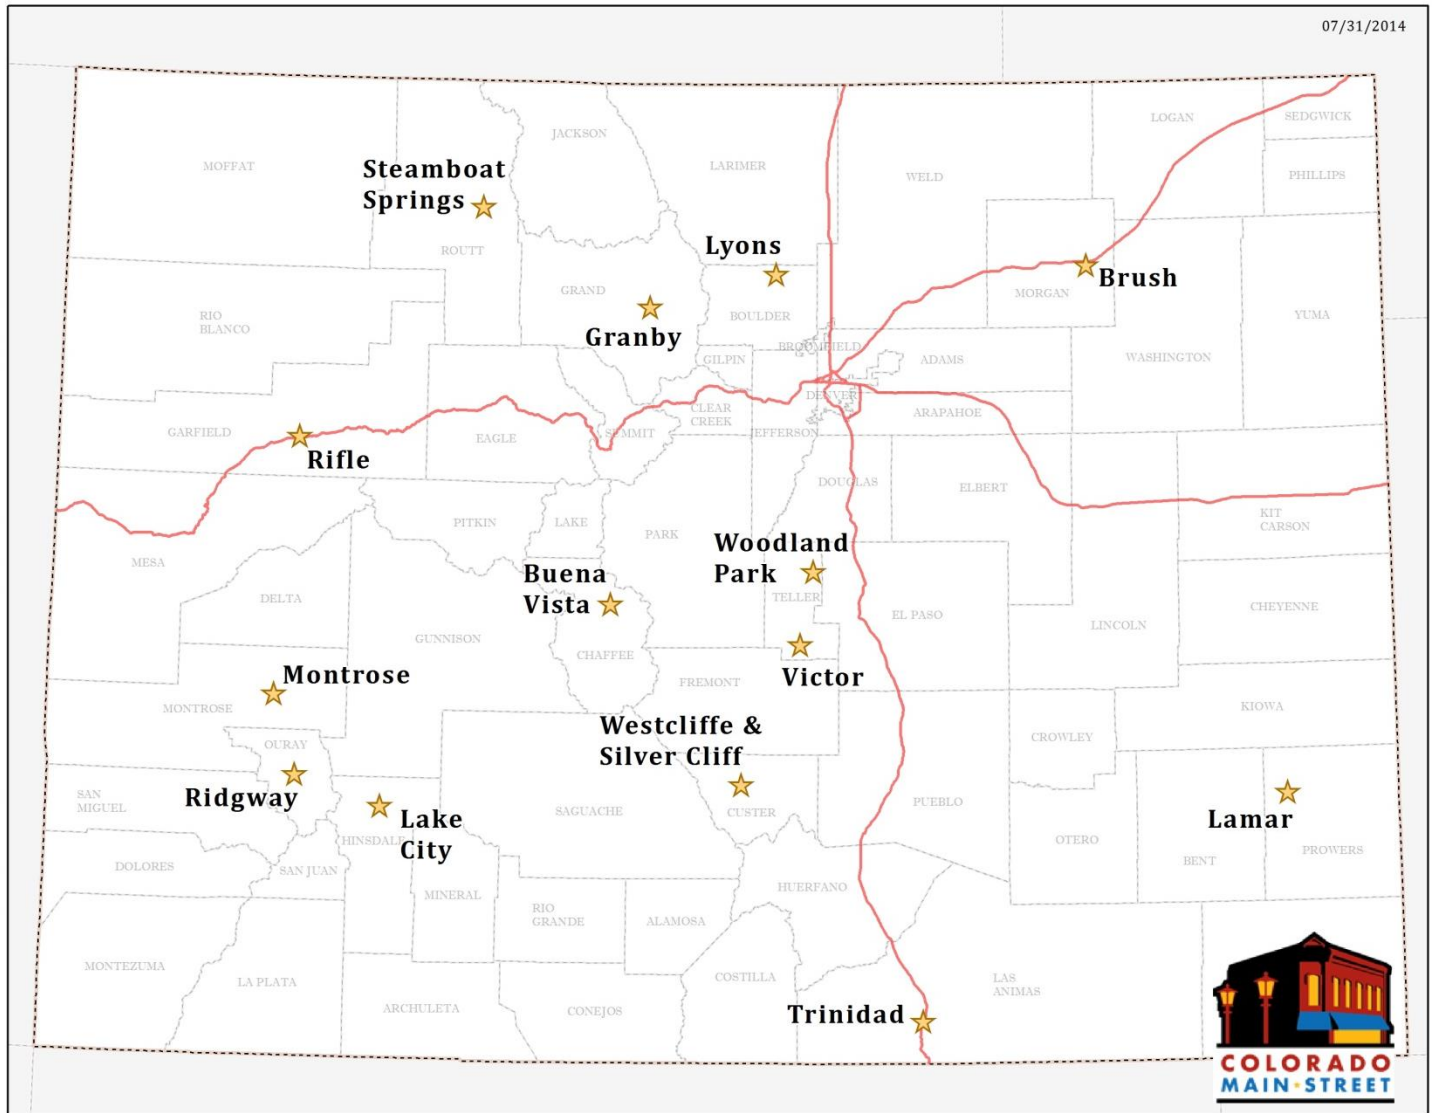 07/31/2014
LOGAN
SEDGWICK
JACKSON
MOFFAT
Steamboat
Springs
LARIMER
WELD
PHILLIPS
ROUTT
Lyons
Brush
GRAND
MORGAN
RIO
BLANCO
BOULDER
YUMA
Granby
BROOMFIELD
GILPIN
ADAMS
WASHINGTON
DENVER
CLEAR
CREEK
ARAPAHOE
GARFIELD
EAGLE
SUMMIT
JEFFERSON
Rifle
DOUGLAS
ELBERT
KIT
CARSON
PITKIN
LAKE
PARK
MESA
Woodland
Park
Buena
Vista
DELTA
TELLER
EL PASO
CHEYENNE
LINCOLN
GUNNISON
CHAFFEE
Montrose
Victor
FREMONT
MONTROSE
KIOWA
Westcliffe &
Silver Cliff
OURAY
CROWLEY
Ridgway
SAN
MIGUEL
Lake
City
SAGUACHE
CUSTER
PUEBLO
Lamar
HINSDALE
OTERO
PROWERS
BENT
DOLORES
SAN JUAN
MINERAL
HUERFANO
RIO
GRANDE
ALAMOSA
MONTEZUMA
LA PLATA
COSTILLA
LAS
ANIMAS
ARCHULETA
CONEJOS
Trinidad
COLORADO
MAIN STREET